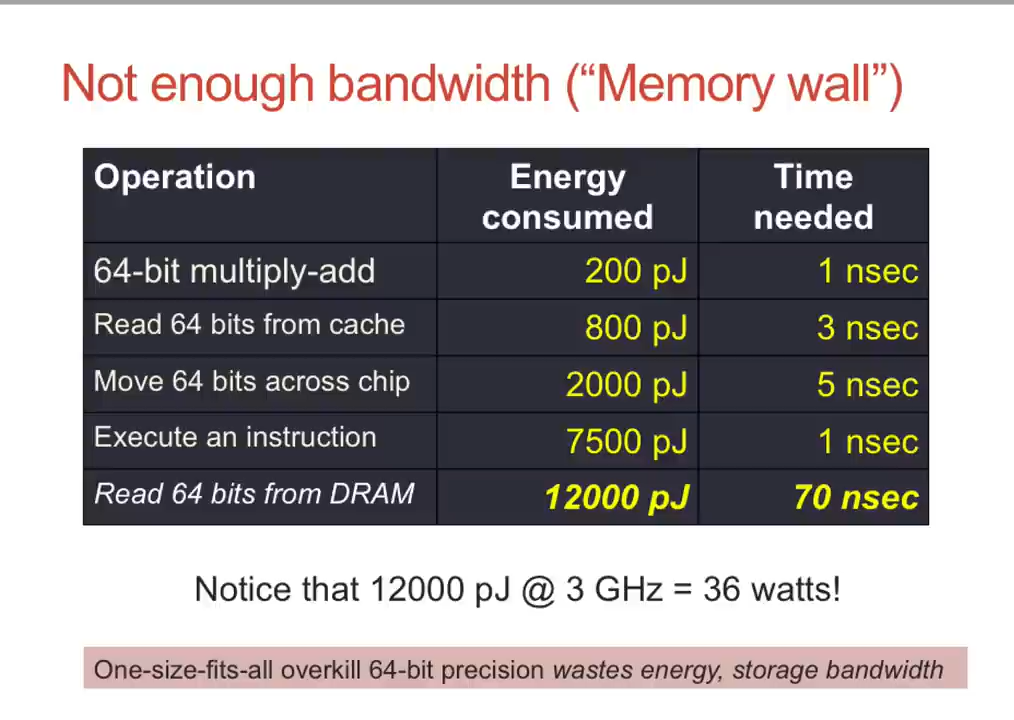 Not enough bandwidth (“Memory wall”)
Operation Energy consumed Time needed
64-bit multiply-add 200 pJ 1 nsec
Read 64 bits from cache 800 pJ 3 nsec
Move 64 bits across chip 2000 pJ 5 nsec
Execute an instruction 7500 pJ 1 nsec
Read 64 bits from DRAM 12000 pJ 70 nsec
Notice that 12000 pJ @ 3 GHz = 36 watts!
One-size-fits-all overkill 64-bit precision wastes energy, storage bandwidth